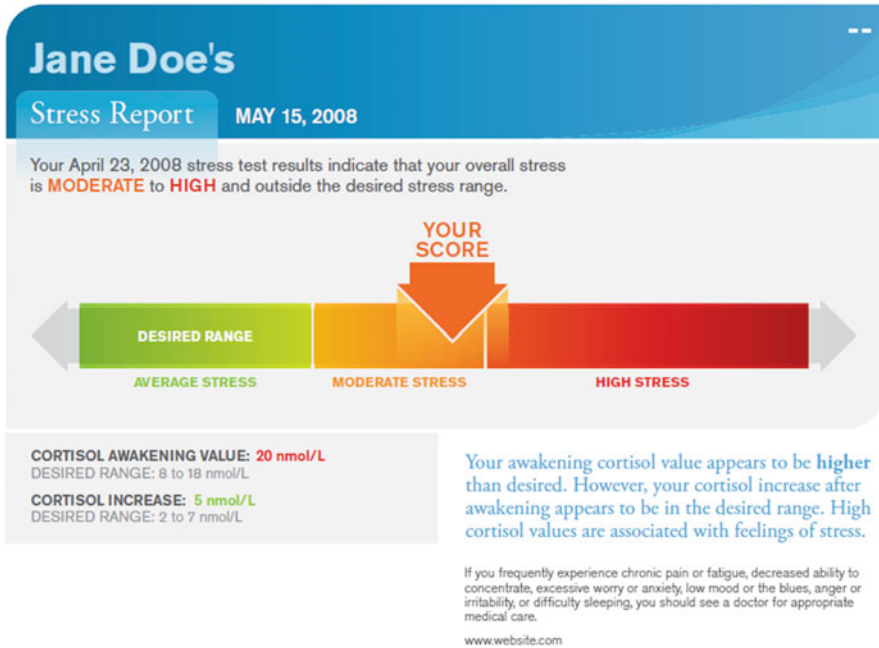 Jane Doe's
Stress Report MAY 15, 2008
Your April 23, 2008 stress test results indicate that your overall stress
is MODERATE to HIGH and outside the desired stress range.
YOUR
SCORE
DESIRED RANGE
AVERAGE STRESS MODERATE STRESS HIGH STRESS
CORTISOL AWAKENING VALUE: 20 nmol/L
DESIRED RANGE: 8 to 18 nmol/L
CORTISOL INCREASE: 5 nmol/L
DESIRED RANGE: 2 to 7 nmol/L
Your awakening cortisol value appears to be higher
than desired. However, your cortisol increase after
awakening appears to be in the desired range. High
cortisol values are associated with feelings of stress.
If you frequently experience chronic pain or fatigue, decreased ability to
concentrate, excessive worry or anxiety, low mood or the blues, anger or
irritability, or difficulty sleeping, you should see a doctor for appropriate
medical care.
www.website.com